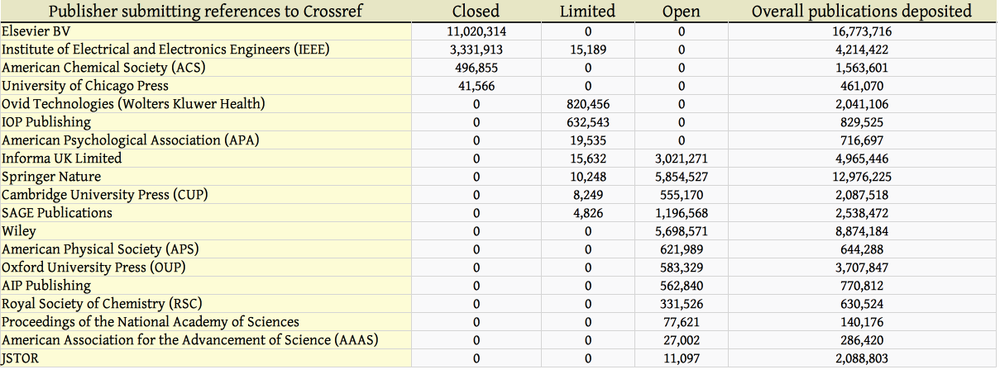 Publisher submitting references to Crossref Closed Limited Open Overall publications deposited
Elsevier BV 11,020,314 0 0 16,773,716
Institute of Electrical and Electronics Engineers (IEEE) 3,331,913 15,189 0 4,214,422
American Chemical Society (ACS) 496,855 0 0 1,563,601
University of Chicago Press 41,566 0 0 461,070
Ovid Technologies (Wolters Kluwer Health) 0 820,456 0 2,041,106
IOP Publishing 0 632,543 0 829,525
American Psychological Association (APA) 0 19,535 0 716,697
Informa UK Limited 0 15,632 3,021,271 4,965,446
Springer Nature 0 10,248 5,854,527 12,976,225
Cambridge University Press (CUP) 0 8,249 555,170 2,087,518
SAGE Publications 0 4,826 1,196,568 2,538,472
Wiley 0 0 5,698,571 8,874,184
American Physical Society (APS) 0 0 621,989 644,288
Oxford University Press (OUP) 0 0 583,329 3,707,847
AIP Publishing 0 0 562,840 770,812
Royal Society of Chemistry (RSC) 0 0 331,526 630,524
Proceedings of the National Academy of Sciences 0 0 77,621 140,176
American Association for the Advancement of Science (AAAS) 0 0 27,002 286,420
JSTOR 0 0 11,097 2,088,803